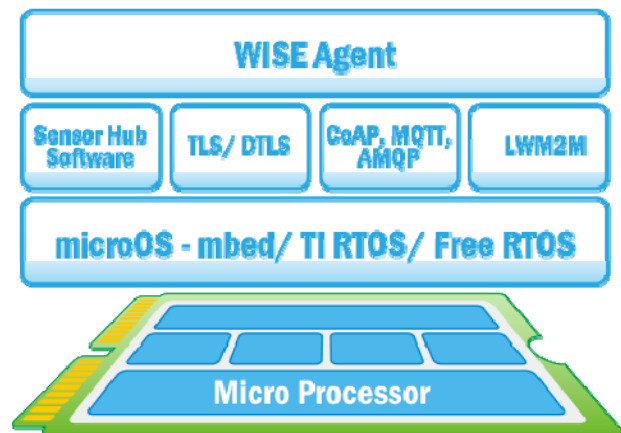 WISE Agent
Sensor Hub
Software
TLS/ DTLS
CoAP, MQTT,
AMQP
LWM2M
microOS - mbed/ TI RTOS/ Free RTOS
Micro Processor